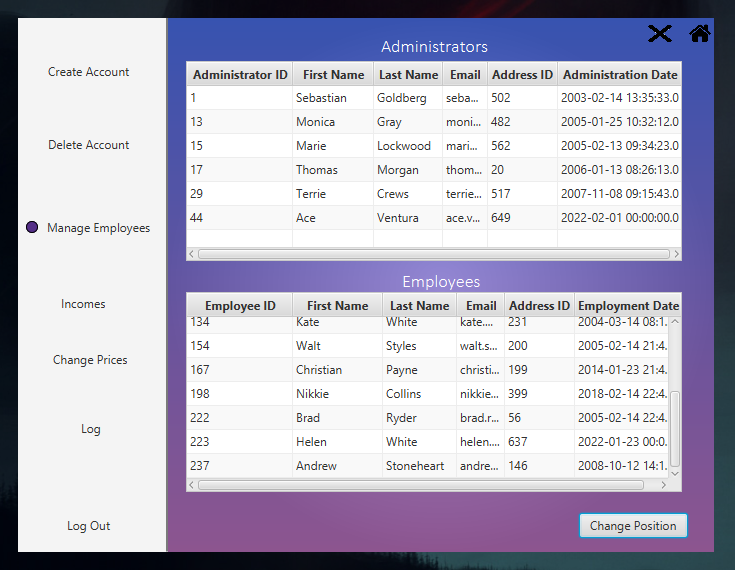 Create Account
Delete Account
Manage Employees
Incomes
Change Prices
Log
Log Out
Administrators
Administrator ID First Name Last Name Email Address ID Administration Date
1 Sebastian Goldberg seba... 502 2003-02-14 13:35:33.0
13 Monica Gray moni... 482 2005-01-25 10:32:12.0
15 Marie Lockwood mari... 562 2005-02-13 09:34:23.0
17 Thomas Morgan thom... 20 2006-01-13 08:26:13.0
29 Terrie Crews terrie... 517 2007-11-08 09:15:43.0
44 Ace Ventura ace.v... 649 2022-02-01 00:00:00.0
Employees
Employee ID First Name Last Name Email Address ID Employment Date
134 Kate White kate.... 231 2004-03-14 08:1.
154 Walt Styles walt.s... 200 2005-02-14 21:4.
167 Christian Payne christi... 199 2014-01-23 21:4.
198 Nikkie Collins nikkie... 399 2018-02-14 22:4.
222 Brad Ryder brad.r... 56 2005-02-14 22:4.
223 Helen White helen.... 637 2022-01-23 00:0.
237 Andrew Stoneheart andre... 146 2008-10-12 14:1.
Change Position